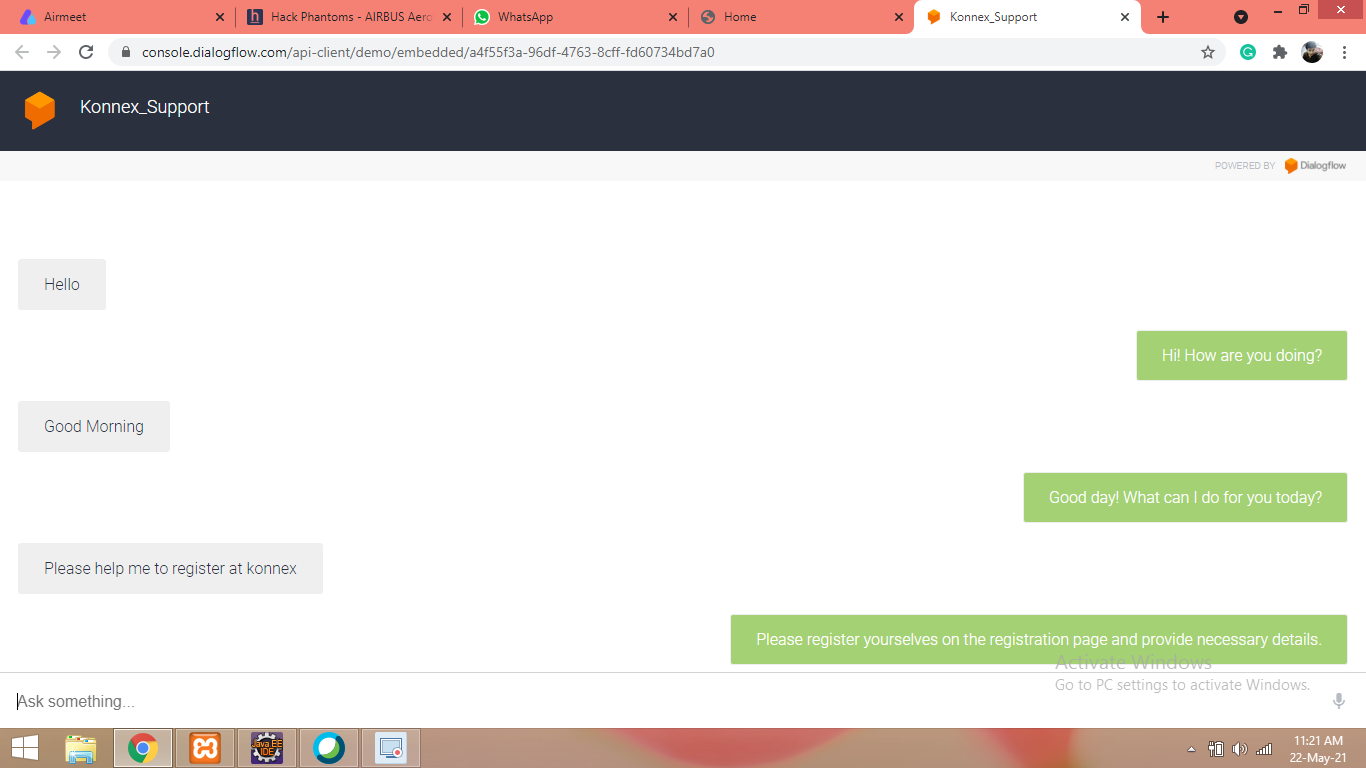 Airmeet
Hack Phantoms - AIRBUS Aero
WhatsApp
Home
Konnex_Support
console.dialogflow.com/api-client/demo/embedded/a4f55f3a-96df-4763-8cff-fd60734bd7a0
Konnex_Support
POWERED BY Dialogflow
Hello
Hi! How are you doing?
Good Morning
Good day! What can I do for you today?
Please help me to register at konnex
Please register yourselves on the registration page and provide necessary details.
Activate Windows
Go to PC settings to activate Windows.
Ask something...
Java EE
IDE
11:21 AM
22-May-21